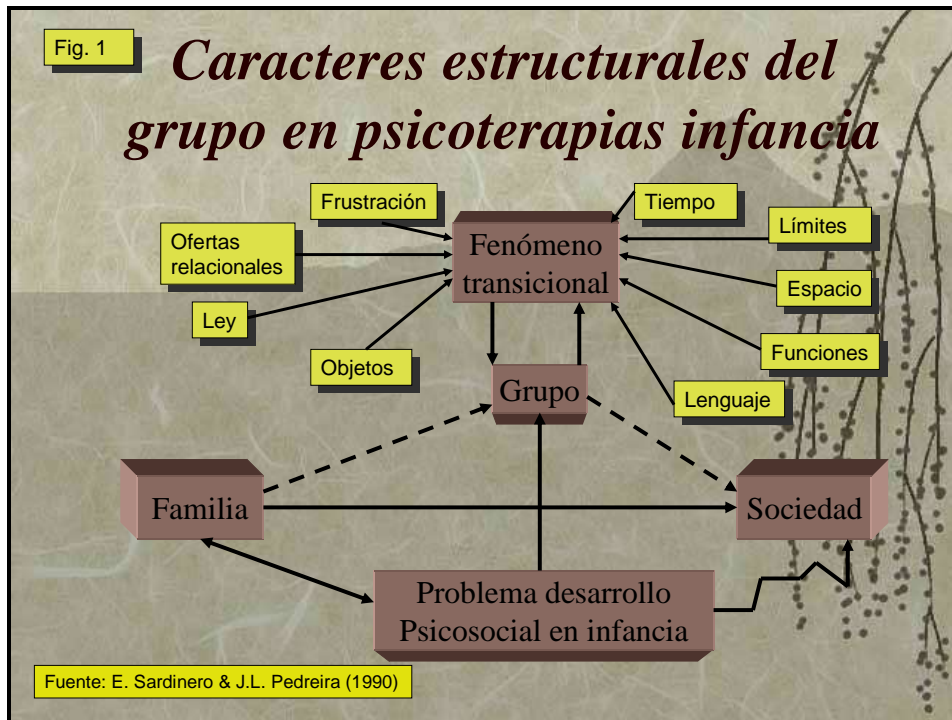 Fig. 1
Caracteres estructurales del
grupo en psicoterapias infancia
Frustración
Tiempo
Ofertas
relacionales
Fenómeno
transicional
Límites
Ley
Espacio
Objetos
Funciones
Grupo
Lenguaje
Familia
Sociedad
Problema desarrollo
Psicosocial en infancia
Fuente: E. Sardinero & J.L. Pedreira (1990)